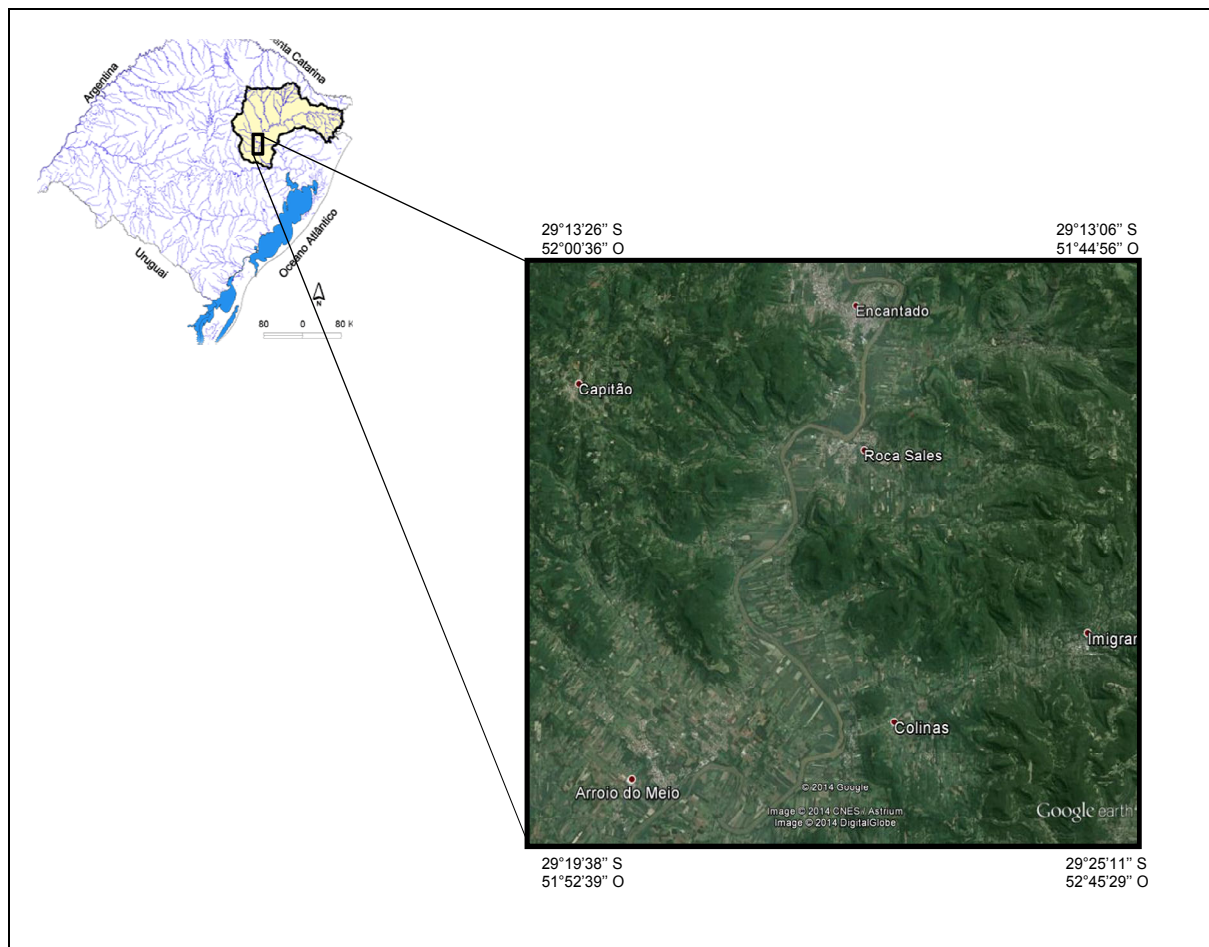 anta Catarina
Argentina
Uruguai
Oceano Atlântico
N
80 0 80 K
29°13'26" S
52°00'36" O
29°13'06" S
51°44'56" O
Encantado
Capitão
Roca Sales
Imigrar
Colinas
Arroio do Meio
© 2014 Google
Image © 2014 CNES / Astrium
Image © 2014 DigitalGlobe
Google earth
29°19'38" S
51°52'39" O
29°25'11" S
52°45'29" O